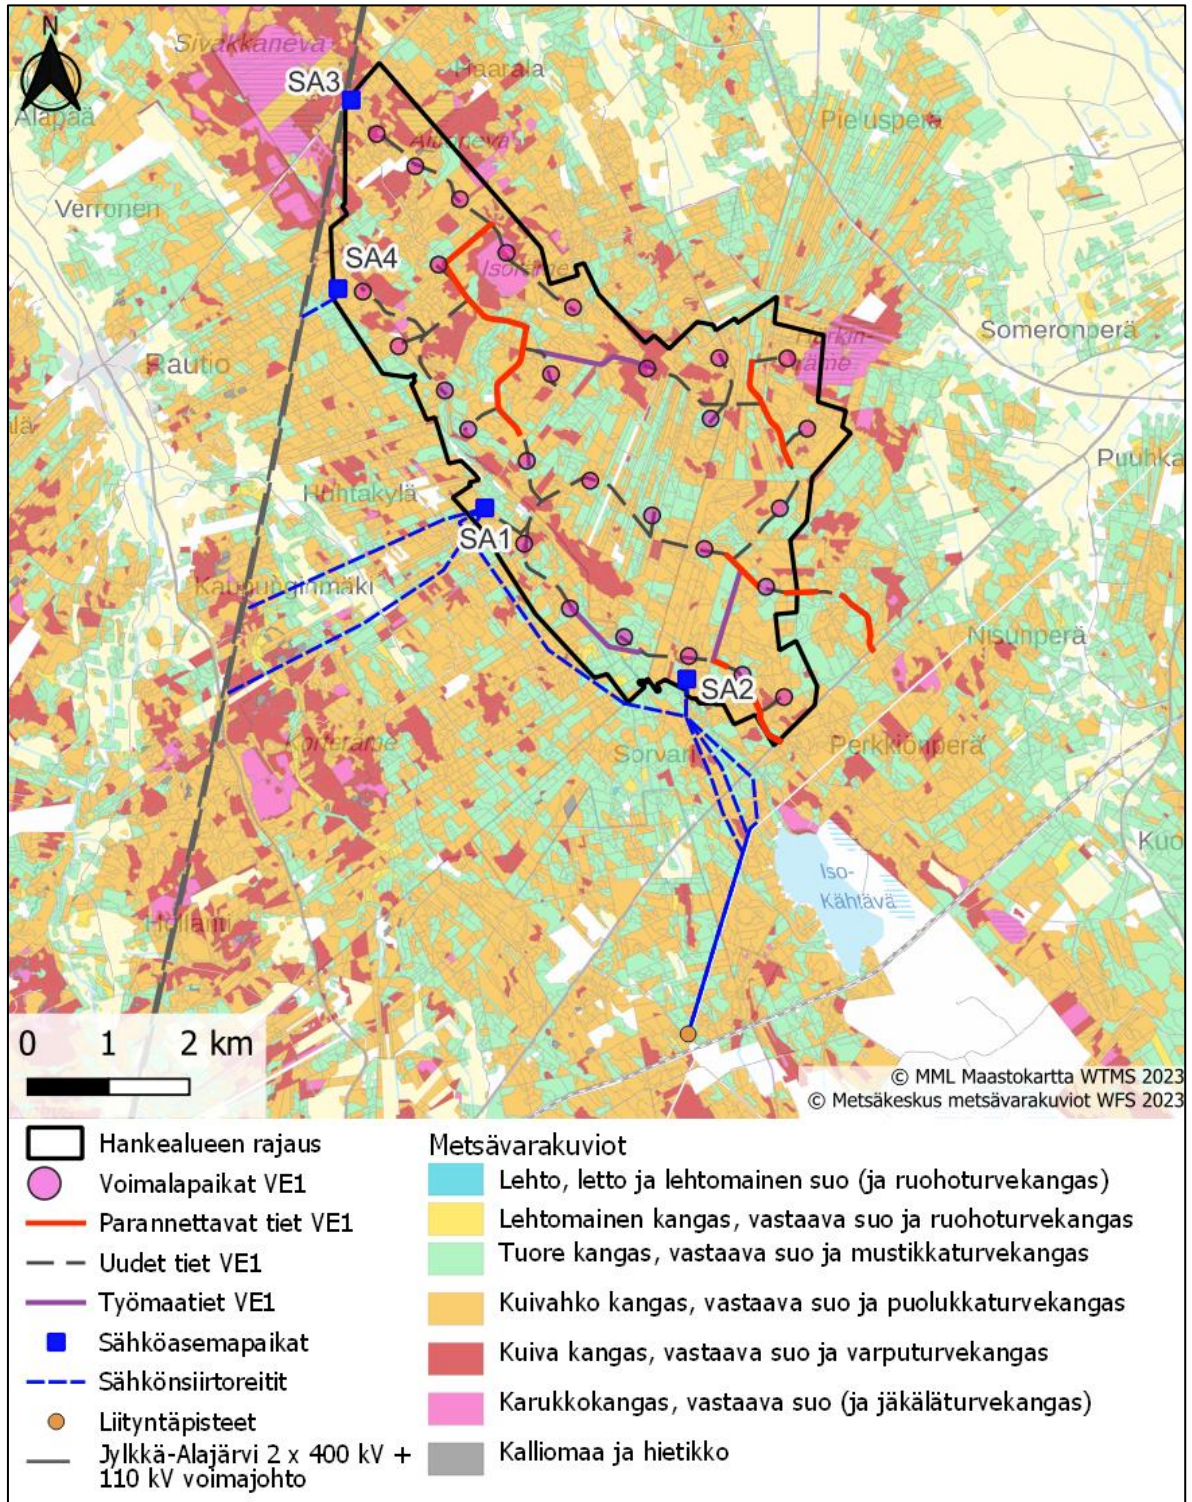 N
Sivakkaneva
Haarala
SA3
Alapää
Pieluspera
Verronen
SA4
Isoräme
Someronperä
Rautio
Puuhka
Huhtakylä
SA1
Kaupunginmäki
Nisunperä
SA2
Korteräme
Sorvari
Perkkiönperä
Kuo
Iso-
Kähtävä
Hollanti
0 1 2 km
© MML Maastokartta WTMS 2023
© Metsäkeskus metsävarakuviot WFS 2023
Hankealueen rajaus
Voimalapaikat VE1
Parannettavat tiet VE1
Uudet tiet VE1
Työmaatiet VE1
Sähköasemapaikat
Sähkönsiirtoreitit
Liityntäpisteet
Jylkkä-Alajärvi 2 x 400 kV +
110 kV voimajohto
Metsävarakuviot
Lehto, letto ja lehtomainen suo (ja ruohoturvekangas)
Lehtomainen kangas, vastaava suo ja ruohoturvekangas
Tuore kangas, vastaava suo ja mustikkaturvekangas
Kuivahko kangas, vastaava suo ja puolukkaturvekangas
Kuiva kangas, vastaava suo ja varputurvekangas
Karukkokangas, vastaava suo (ja jäkäläturvekangas)
Kalliomaa ja hietikko